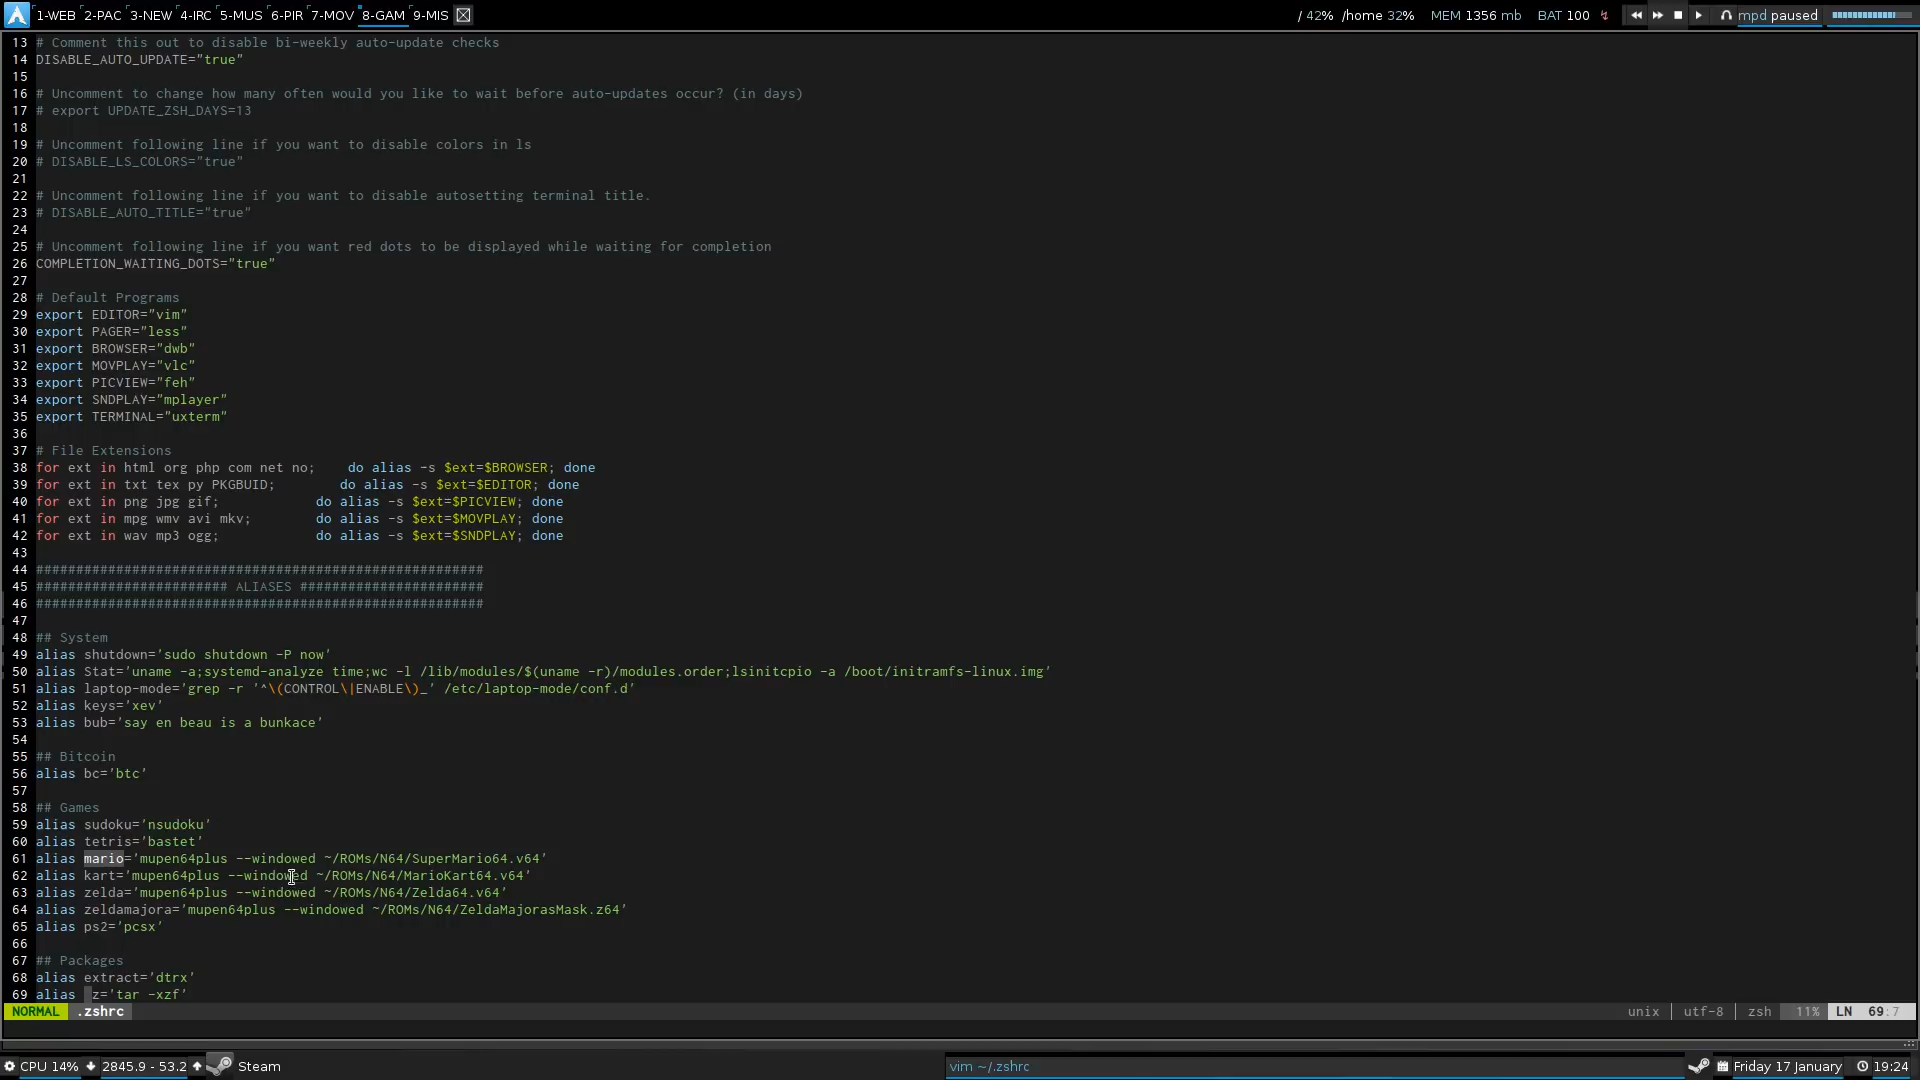 1-WEB 2-PAC 3-NEW 4-IRC 5-MUS 6-PIR 7-MOV 8-GAM 9-MIS / 42% /home 32% MEM 1356 mb BAT 100 mpd paused
13 # Comment this out to disable bi-weekly auto-update checks
14 DISABLE_AUTO_UPDATE="true"
15
16 # Uncomment to change how many often would you like to wait before auto-updates occur? (in days)
17 # export UPDATE_ZSH_DAYS=13
18
19 # Uncomment following line if you want to disable colors in ls
20 # DISABLE_LS_COLORS="true"
21
22 # Uncomment following line if you want to disable autosetting terminal title.
23 # DISABLE_AUTO_TITLE="true"
24
25 # Uncomment following line if you want red dots to be displayed while waiting for completion
26 COMPLETION_WAITING_DOTS="true"
27
28 # Default Programs
29 export EDITOR="vim"
30 export PAGER="less"
31 export BROWSER="dwb"
32 export MOVPLAY="vlc"
33 export PICVIEW="feh"
34 export SNDPLAY="mplayer"
35 export TERMINAL="uxterm"
36
37 # File Extensions
38 for ext in html org php com net no; do alias -s $ext=$BROWSER; done
39 for ext in txt tex py PKGBUID; do alias -s $ext=$EDITOR; done
40 for ext in png jpg gif; do alias -s $ext=$PICVIEW; done
41 for ext in mpg wmv avi mkv; do alias -s $ext=$MOVPLAY; done
42 for ext in wav mp3 ogg; do alias -s $ext=$SNDPLAY; done
43
44 ########################################################
45 ######################## ALIASES #######################
46 ########################################################
47
48 ## System
49 alias shutdown='sudo shutdown -P now'
50 alias Stat='uname -a;systemd-analyze time;wc -l /lib/modules/$(uname -r)/modules.order;lsinitcpio -a /boot/initramfs-linux.img'
51 alias laptop-mode='grep -r '^\(CONTROL\|ENABLE\)_' /etc/laptop-mode/conf.d'
52 alias keys='xev'
53 alias bub='say en beau is a bunkace'
54
55 ## Bitcoin
56 alias bc='btc'
57
58 ## Games
59 alias sudoku='nsudoku'
60 alias tetris='bastet'
61 alias mario='mupen64plus --windowed ~/ROMs/N64/SuperMario64.v64'
62 alias kart='mupen64plus --windowed ~/ROMs/N64/MarioKart64.v64'
63 alias zelda='mupen64plus --windowed ~/ROMs/N64/Zelda64.v64'
64 alias zeldamajora='mupen64plus --windowed ~/ROMs/N64/ZeldaMajorasMask.z64'
65 alias ps2='pcsx'
66
67 ## Packages
68 alias extract='dtrx'
69 alias z='tar -xzf'
NORMAL .zshrc unix utf-8 zsh 11% LN 69:7
CPU 14% 2845.9 - 53.2 Steam vim ~/.zshrc Friday 17 January 19:24